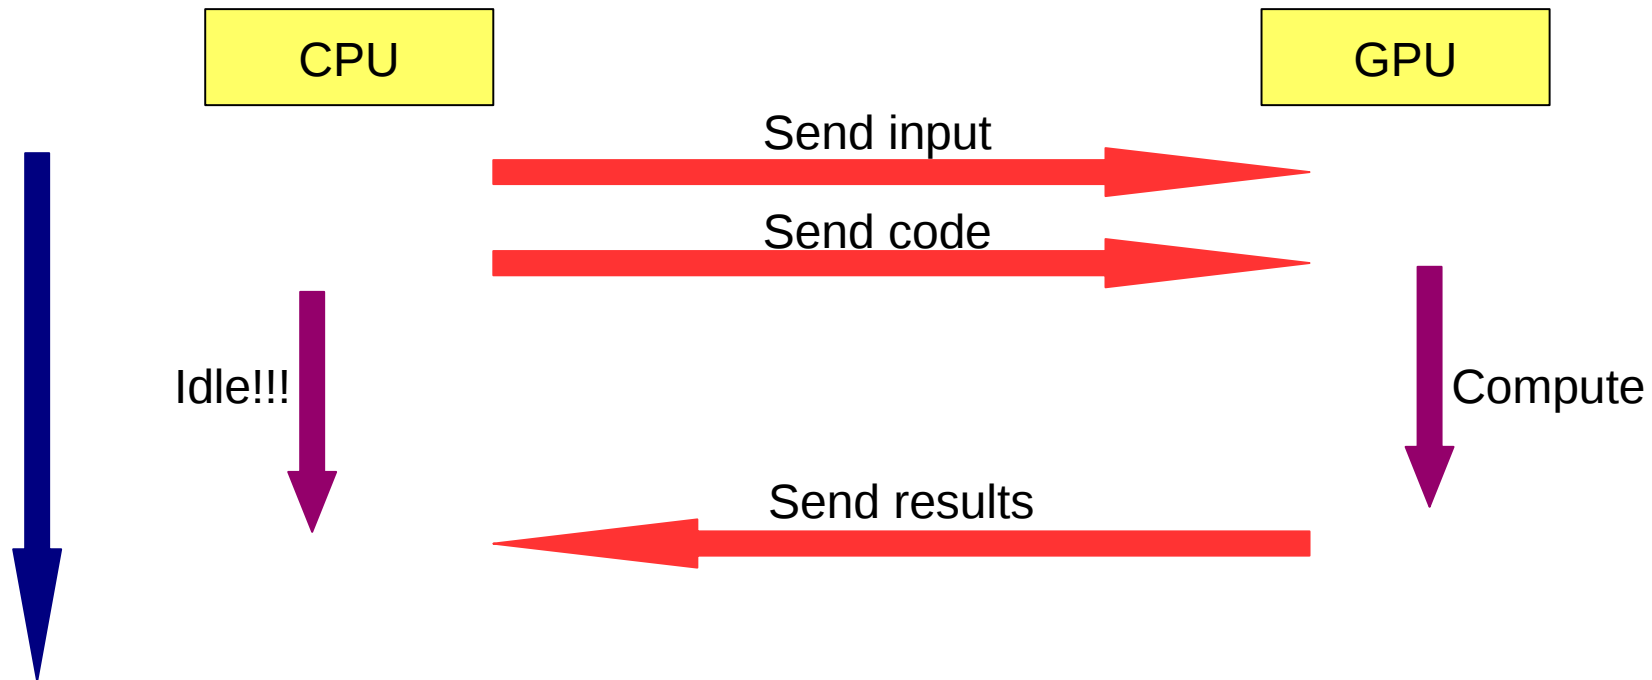 CPU
GPU
Send input
Send code
Idle!!!
Compute
Send results